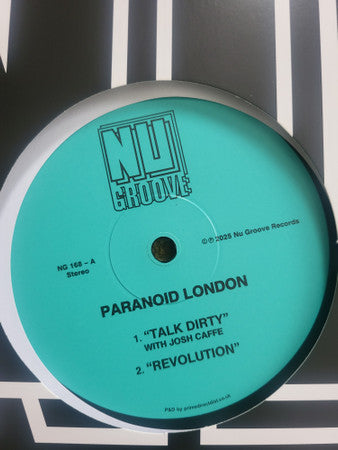 NU
GROOVE
©℗2025 Nu Groove Records
NG 168 – A
Stereo
PARANOID LONDON
1. "TALK DIRTY"
WITH JOSH CAFFE
2. "REVOLUTION"
P&D by primedirectdist.co.uk